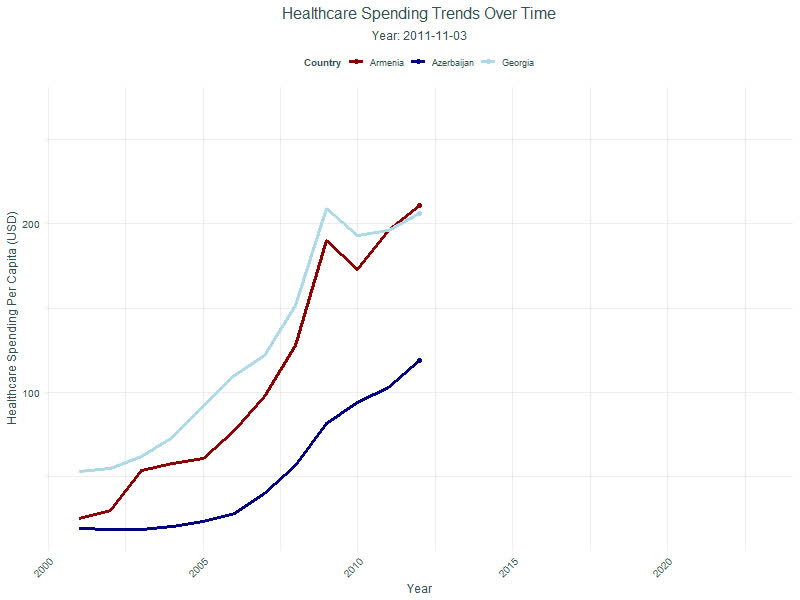 Healthcare Spending Trends Over Time
Year: 2011-11-03
Country Armenia Azerbaijan Georgia
Healthcare Spending Per Capita (USD)
200
100
2000 2005 2010 2015 2020
Year